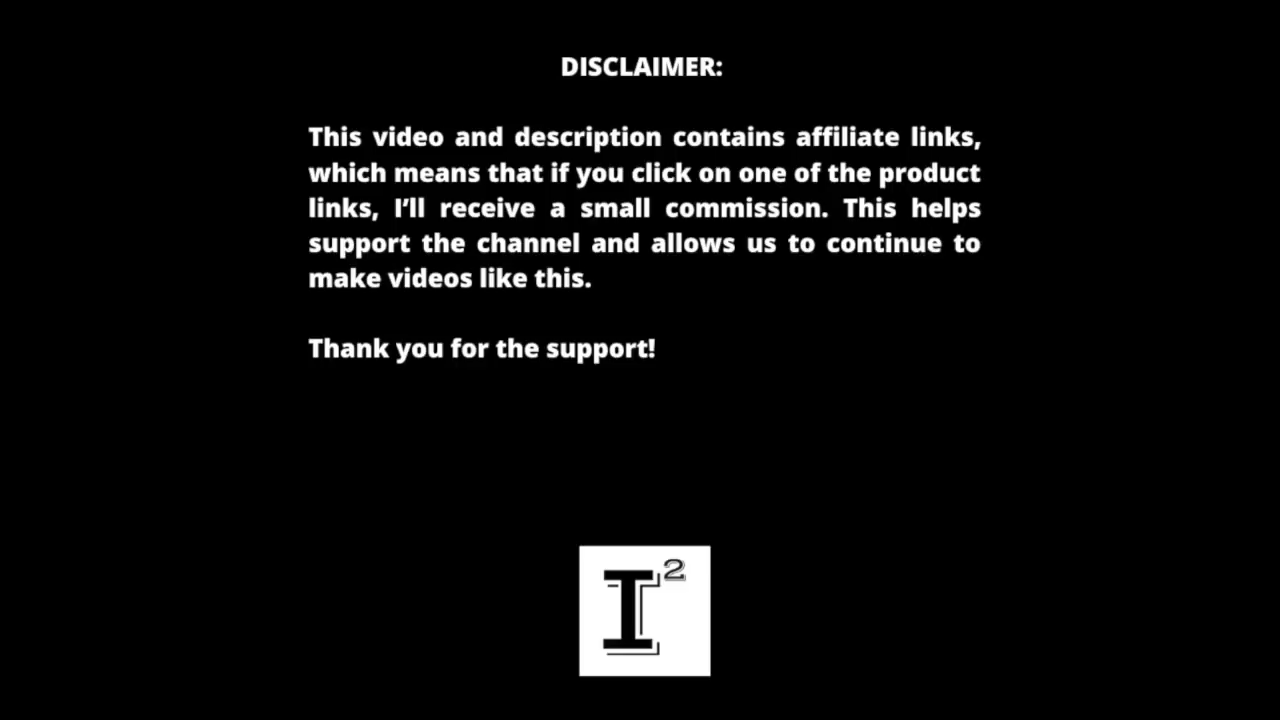 DISCLAIMER:
This video and description contains affiliate links,
which means that if you click on one of the product
links, I’ll receive a small commission. This helps
support the channel and allows us to continue to
make videos like this.
Thank you for the support!
I²